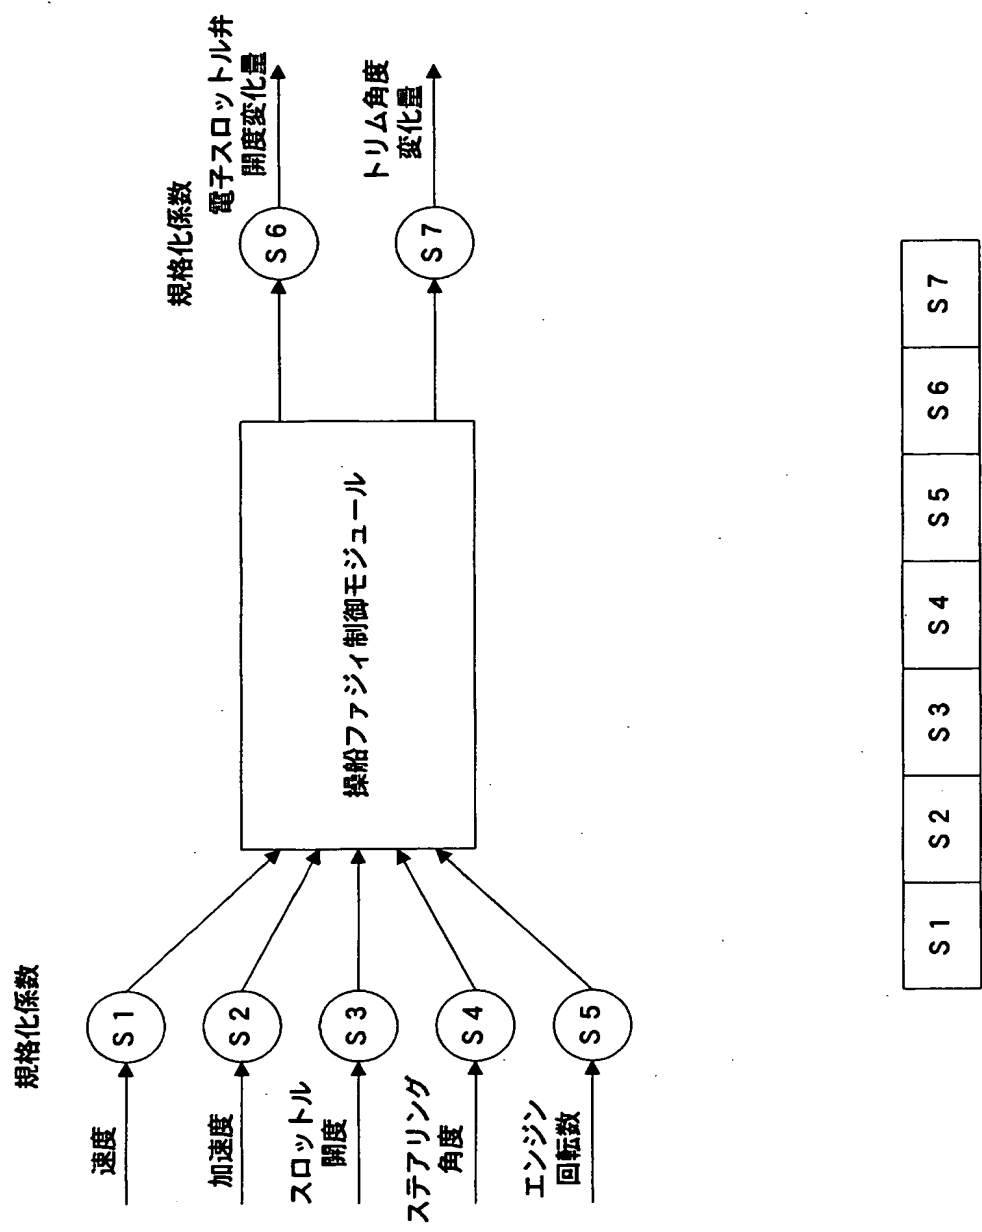 規格化係数
速度
S1
加速度
S2
スロットル
開度
S3
ステアリング
角度
S4
エンジン
回転数
S5
操船ファジィ制御モジュール
規格化係数
S6
電子スロットル弁
開度変化量
S7
トリム角度
変化量
S1 S2 S3 S4 S5 S6 S7